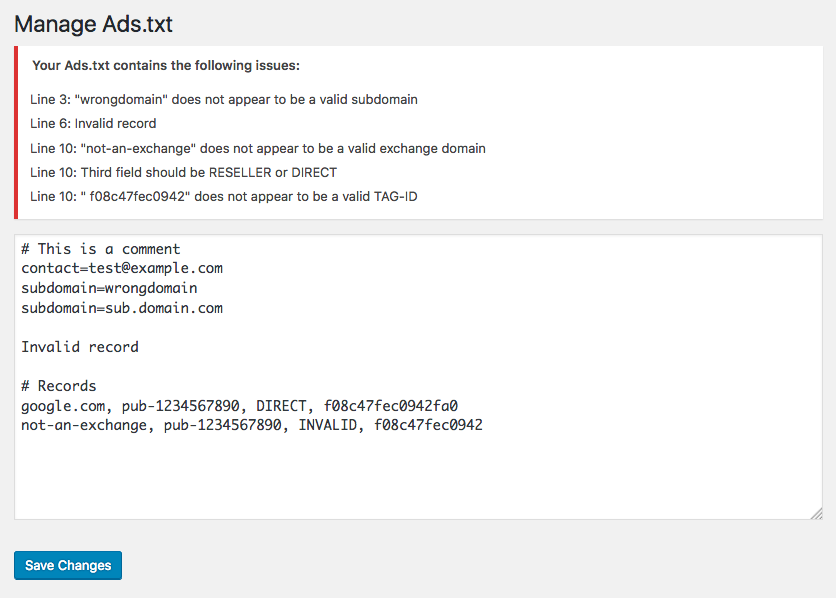 Manage Ads.txt
Your Ads.txt contains the following issues:
Line 3: "wrongdomain" does not appear to be a valid subdomain
Line 6: Invalid record
Line 10: "not-an-exchange" does not appear to be a valid exchange domain
Line 10: Third field should be RESELLER or DIRECT
Line 10: " f08c47fec0942" does not appear to be a valid TAG-ID
# This is a comment
contact=test@example.com
subdomain=wrongdomain
subdomain=sub.domain.com
Invalid record
# Records
google.com, pub-1234567890, DIRECT, f08c47fec0942fa0
not-an-exchange, pub-1234567890, INVALID, f08c47fec0942
Save Changes